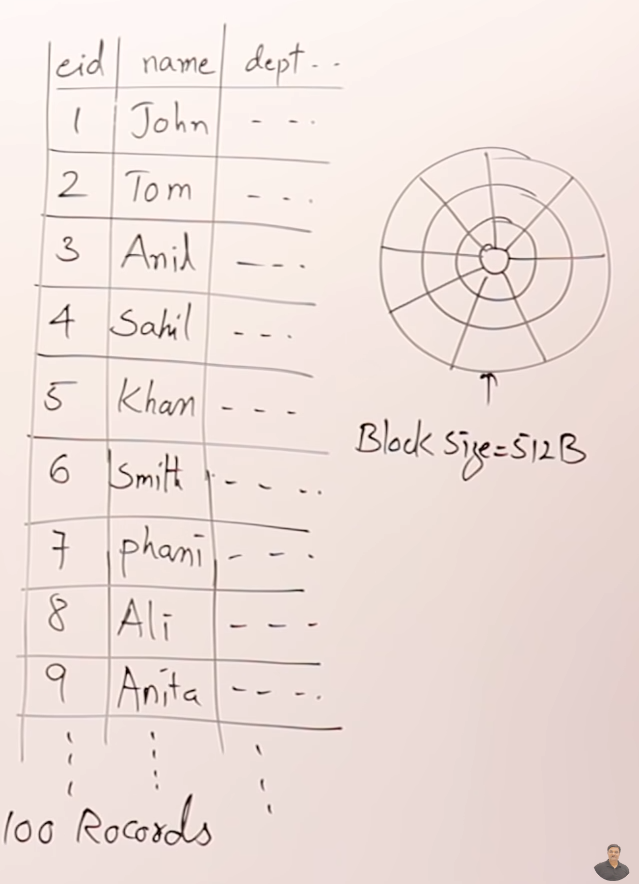 eid name dept - -
1 John - - -
2 Tom - - -
3 Anil - - -
4 Sahil - - -
5 Khan - - -
6 Smith - - - -
7 phani - - -
8 Ali - - -
9 Anita - - - -
100 Rocords
Block Size=512B